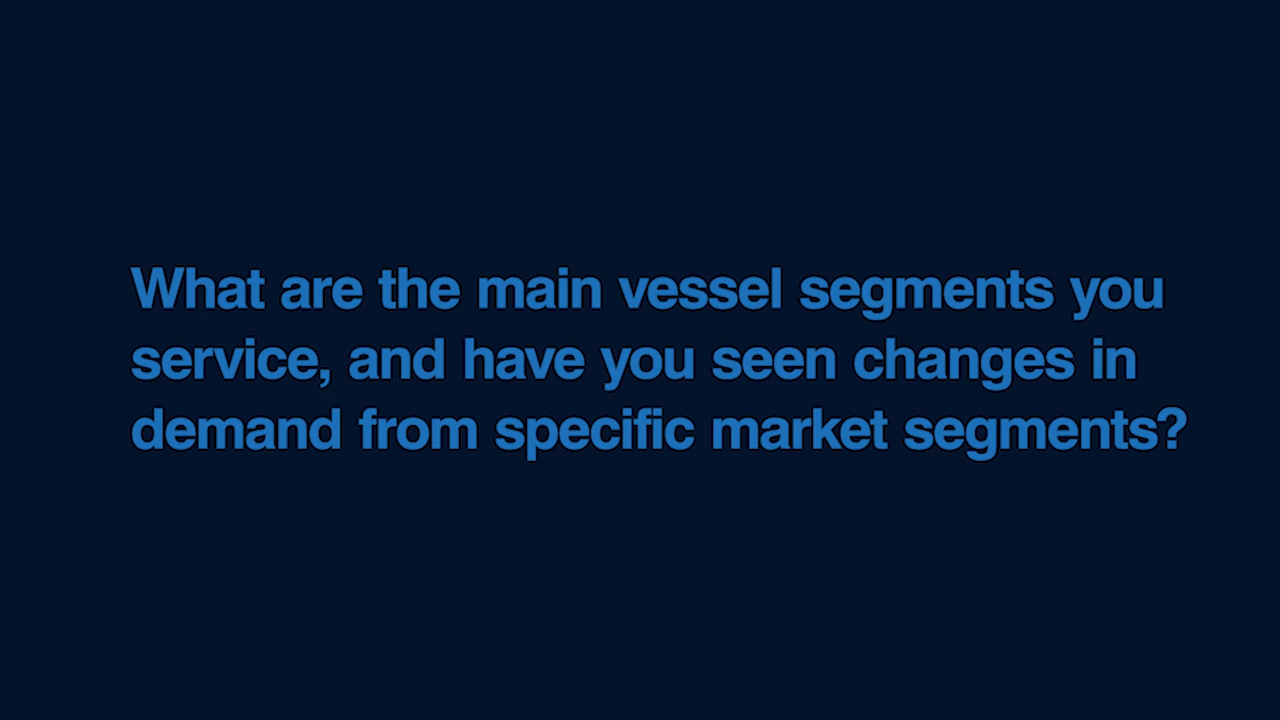 What are the main vessel segments you
service, and have you seen changes in
demand from specific market segments?